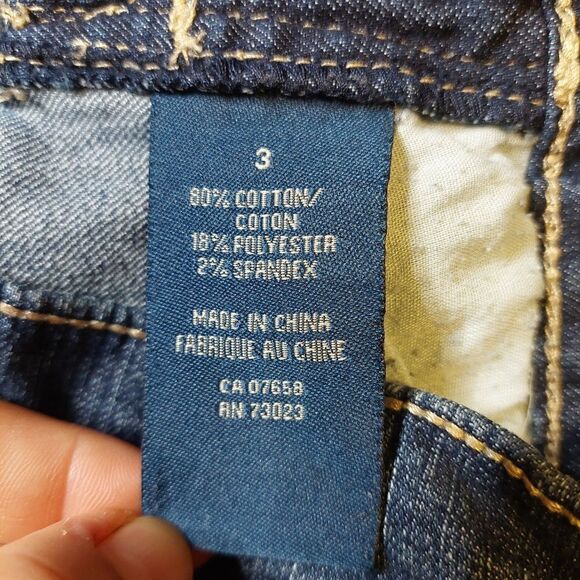 3
80% COTTON/
COTON
18% POLYESTER
2% SPANDEX
MADE IN CHINA
FABRIQUE AU CHINE
CA 07658
RN 73023